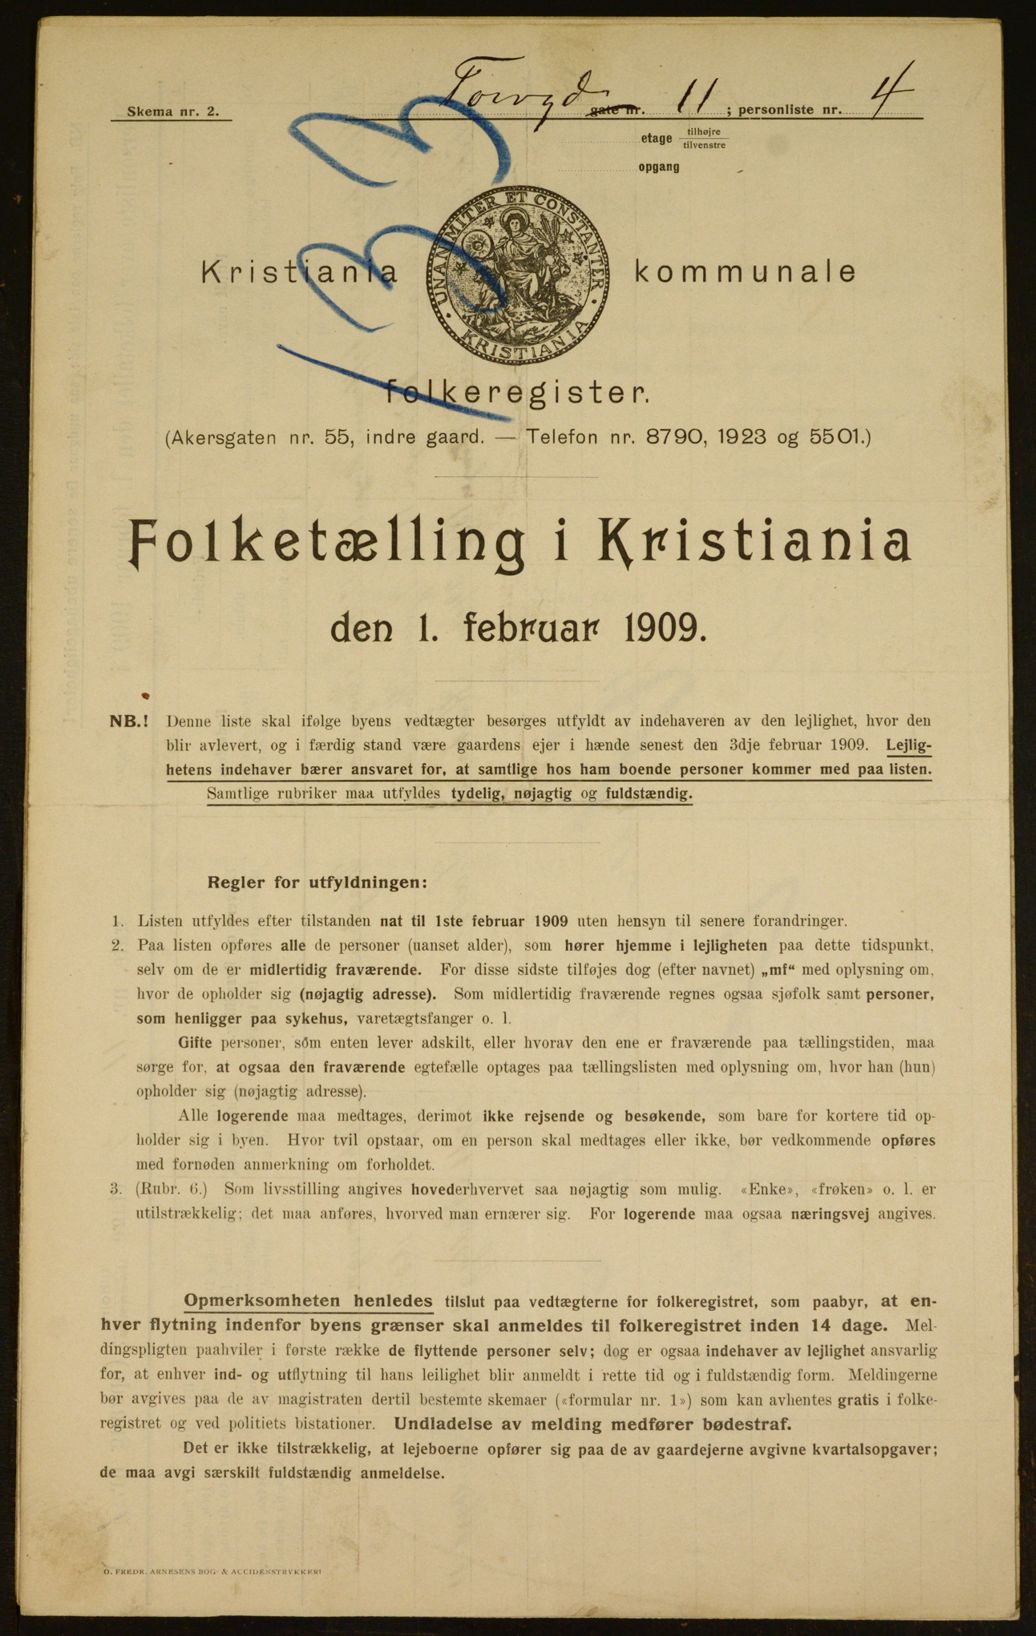 Torvgd gate nr. 11 ; personliste nr. 4
Skema nr. 2.
etage tilhøjre
tilvenstre
opgang
133
UNANIMITER ET CONSTANTER
KRISTIANIA
Kristiania kommunale
folkeregister.
(Akersgaten nr. 55, indre gaard. — Telefon nr. 8790, 1923 og 5501.)
Folketælling i Kristiania
den 1. februar 1909.
NB.! Denne liste skal ifølge byens vedtægter besørges utfyldt av indehaveren av den lejlighet, hvor den
blir avlevert, og i færdig stand være gaardens ejer i hænde senest den 3dje februar 1909. Lejlig-
hetens indehaver bærer ansvaret for, at samtlige hos ham boende personer kommer med paa listen.
Samtlige rubriker maa utfyldes tydelig, nøjagtig og fuldstændig.
Regler for utfyldningen:
1. Listen utfyldes efter tilstanden nat til 1ste februar 1909 uten hensyn til senere forandringer.
2. Paa listen opføres alle de personer (uanset alder), som hører hjemme i lejligheten paa dette tidspunkt,
selv om de er midlertidig fraværende. For disse sidste tilføjes dog (efter navnet) „mf“ med oplysning om,
hvor de opholder sig (nøjagtig adresse). Som midlertidig fraværende regnes ogsaa sjøfolk samt personer,
som henligger paa sykehus, varetægtsfanger o. l.
Gifte personer, som enten lever adskilt, eller hvorav den ene er fraværende paa tællingstiden, maa
sørge for, at ogsaa den fraværende egtefælle optages paa tællingslisten med oplysning om, hvor han (hun)
opholder sig (nøjagtig adresse).
Alle logerende maa medtages, derimot ikke rejsende og besøkende, som bare for kortere tid op-
holder sig i byen. Hvor tvil opstaar, om en person skal medtages eller ikke, bør vedkommende opføres
med fornøden anmerkning om forholdet.
3. (Rubr. 6.) Som livsstilling angives hovederhvervet saa nøjagtig som mulig. «Enke», «frøken» o. l. er
utilstrækkelig; det maa anføres, hvorved man ernærer sig. For logerende maa ogsaa næringsvej angives.
Opmerksomheten henledes tilslut paa vedtægterne for folkeregistret, som paabyr, at en-
hver flytning indenfor byens grænser skal anmeldes til folkeregistret inden 14 dage. Mel-
dingspligten paahviler i første række de flyttende personer selv; dog er ogsaa indehaver av lejlighet ansvarlig
for, at enhver ind- og utflytning til hans leilighet blir anmeldt i rette tid og i fuldstændig form. Meldingerne
bør avgives paa de av magistraten dertil bestemte skemaer («formular nr. 1») som kan avhentes gratis i folke-
registret og ved politiets bistationer. Undladelse av melding medfører bødestraf.
Det er ikke tilstrækkelig, at lejeboerne opfører sig paa de av gaardejerne avgivne kvartalsopgaver;
de maa avgi særskilt fuldstændig anmeldelse.
O. FREDR. ARNESENS BOG- & ACCIDENSTRYKKERI